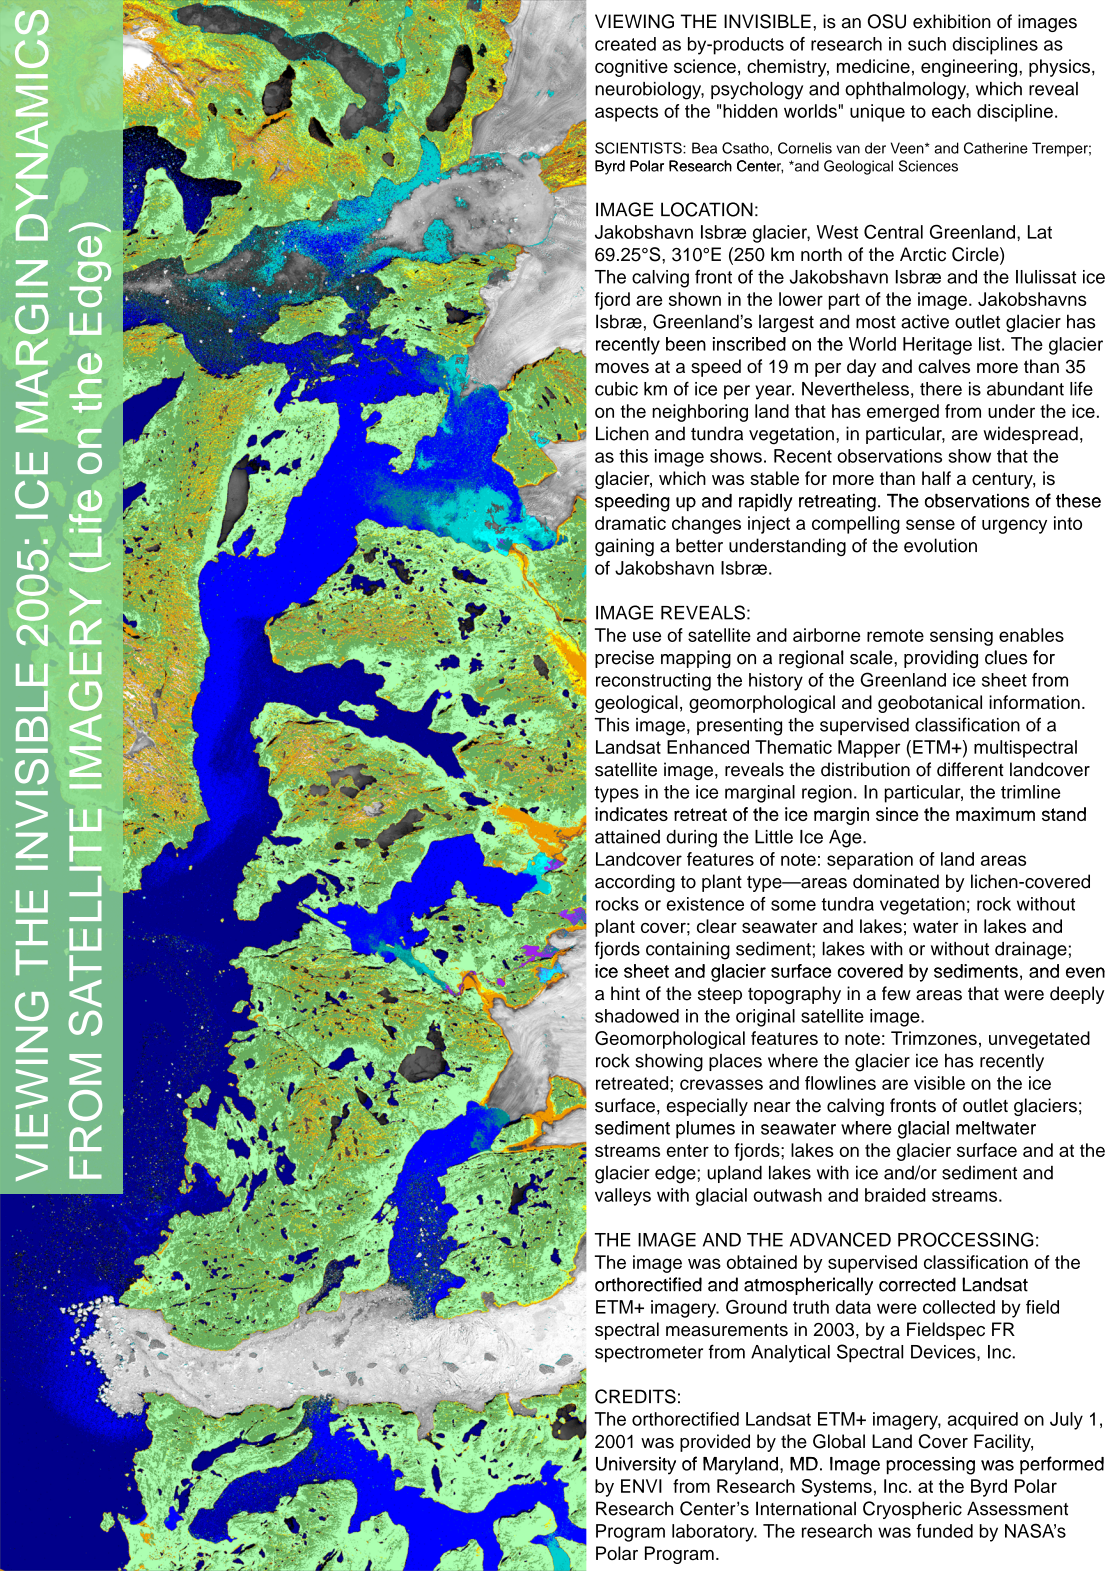 VIEWING THE INVISIBLE 2005: ICE MARGIN DYNAMICS
FROM SATELLITE IMAGERY (Life on the Edge)
VIEWING THE INVISIBLE, is an OSU exhibition of images
created as by-products of research in such disciplines as
cognitive science, chemistry, medicine, engineering, physics,
neurobiology, psychology and ophthalmology, which reveal
aspects of the "hidden worlds" unique to each discipline.
SCIENTISTS: Bea Csatho, Cornelis van der Veen* and Catherine Tremper;
Byrd Polar Research Center, *and Geological Sciences
IMAGE LOCATION:
Jakobshavn Isbræ glacier, West Central Greenland, Lat
69.25°S, 310°E (250 km north of the Arctic Circle)
The calving front of the Jakobshavn Isbræ and the Ilulissat ice
fjord are shown in the lower part of the image. Jakobshavns
Isbræ, Greenland's largest and most active outlet glacier has
recently been inscribed on the World Heritage list. The glacier
moves at a speed of 19 m per day and calves more than 35
cubic km of ice per year. Nevertheless, there is abundant life
on the neighboring land that has emerged from under the ice.
Lichen and tundra vegetation, in particular, are widespread,
as this image shows. Recent observations show that the
glacier, which was stable for more than half a century, is
speeding up and rapidly retreating. The observations of these
dramatic changes inject a compelling sense of urgency into
gaining a better understanding of the evolution
of Jakobshavn Isbræ.
IMAGE REVEALS:
The use of satellite and airborne remote sensing enables
precise mapping on a regional scale, providing clues for
reconstructing the history of the Greenland ice sheet from
geological, geomorphological and geobotanical information.
This image, presenting the supervised classification of a
Landsat Enhanced Thematic Mapper (ETM+) multispectral
satellite image, reveals the distribution of different landcover
types in the ice marginal region. In particular, the trimline
indicates retreat of the ice margin since the maximum stand
attained during the Little Ice Age.
Landcover features of note: separation of land areas
according to plant type—areas dominated by lichen-covered
rocks or existence of some tundra vegetation; rock without
plant cover; clear seawater and lakes; water in lakes and
fjords containing sediment; lakes with or without drainage;
ice sheet and glacier surface covered by sediments, and even
a hint of the steep topography in a few areas that were deeply
shadowed in the original satellite image.
Geomorphological features to note: Trimzones, unvegetated
rock showing places where the glacier ice has recently
retreated; crevasses and flowlines are visible on the ice
surface, especially near the calving fronts of outlet glaciers;
sediment plumes in seawater where glacial meltwater
streams enter to fjords; lakes on the glacier surface and at the
glacier edge; upland lakes with ice and/or sediment and
valleys with glacial outwash and braided streams.
THE IMAGE AND THE ADVANCED PROCCESSING:
The image was obtained by supervised classification of the
orthorectified and atmospherically corrected Landsat
ETM+ imagery. Ground truth data were collected by field
spectral measurements in 2003, by a Fieldspec FR
spectrometer from Analytical Spectral Devices, Inc.
CREDITS:
The orthorectified Landsat ETM+ imagery, acquired on July 1,
2001 was provided by the Global Land Cover Facility,
University of Maryland, MD. Image processing was performed
by ENVI  from Research Systems, Inc. at the Byrd Polar
Research Center's International Cryospheric Assessment
Program laboratory. The research was funded by NASA's
Polar Program.